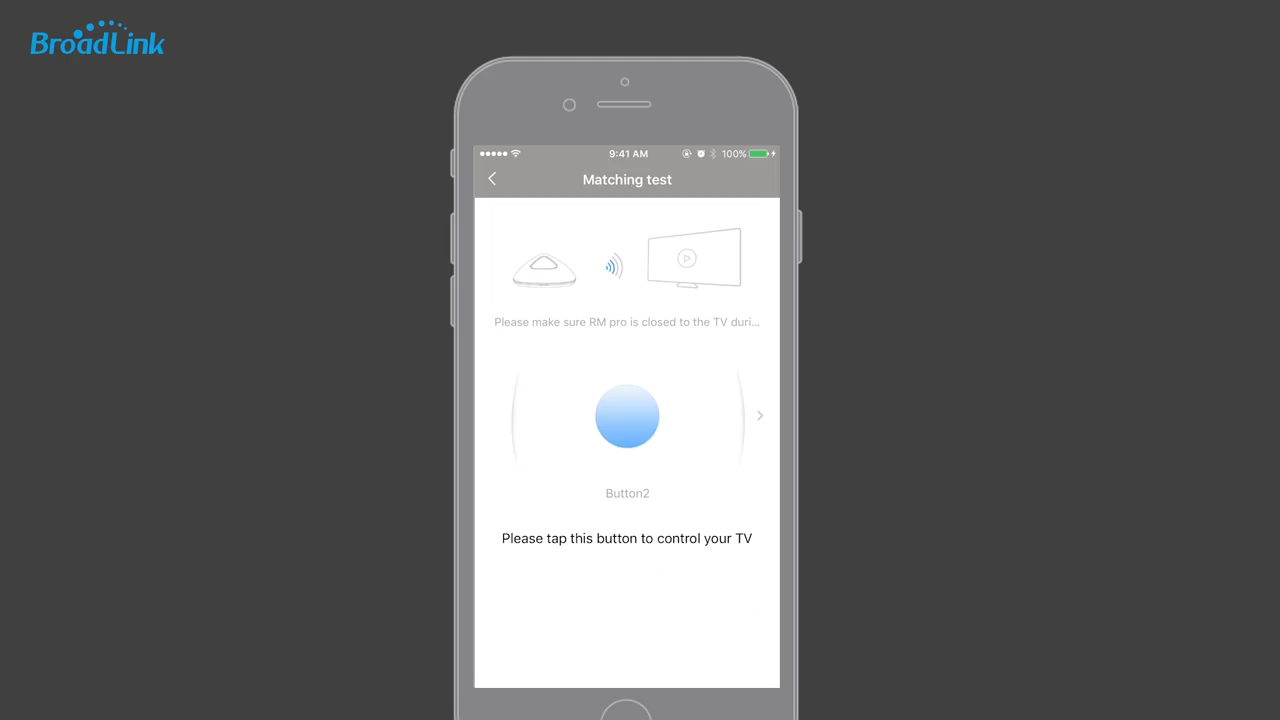 BroadLink
9:41 AM
100%
Matching test
Please make sure RM pro is closed to the TV duri...
Button2
Please tap this button to control your TV